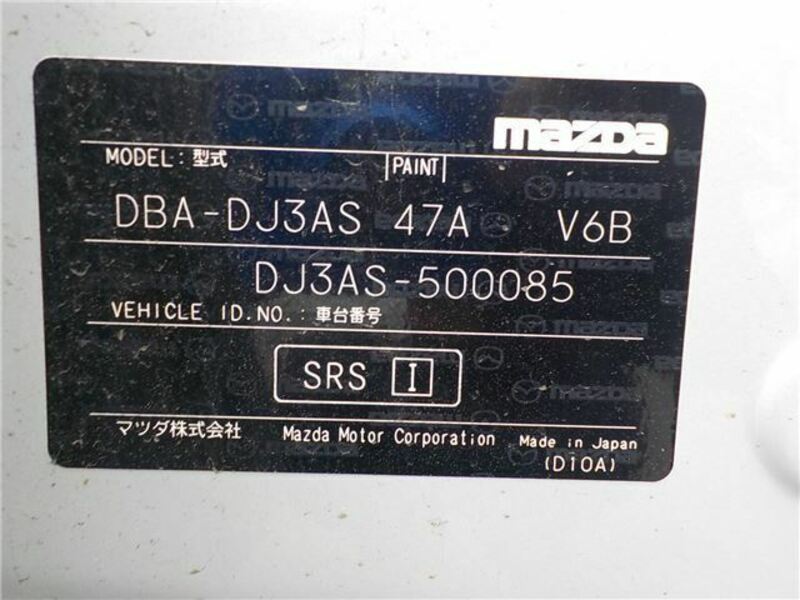 mazda
MODEL: 型式 PAINT
DBA-DJ3AS 47A V6B
DJ3AS-500085
VEHICLE ID.NO.: 車台番号
SRS I
マツダ株式会社 Mazda Motor Corporation Made in Japan
(D10A)